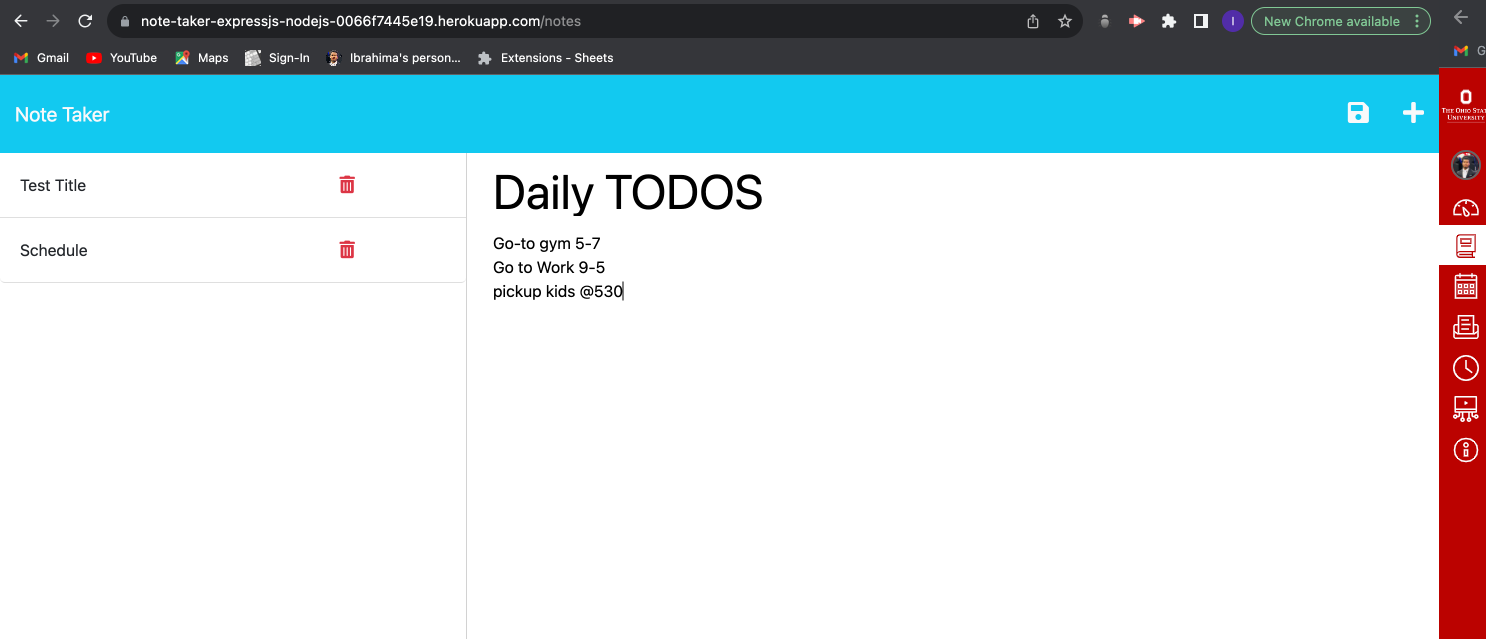 note-taker-expressjs-nodejs-0066f7445e19.herokuapp.com/notes
I
New Chrome available
Gmail
YouTube
Maps
Sign-In
Ibrahima's person...
Extensions - Sheets
G
Note Taker
Test Title
Schedule
Daily TODOS
Go-to gym 5-7
Go to Work 9-5
pickup kids @530
THE OHIO STAT
UNIVERSITY